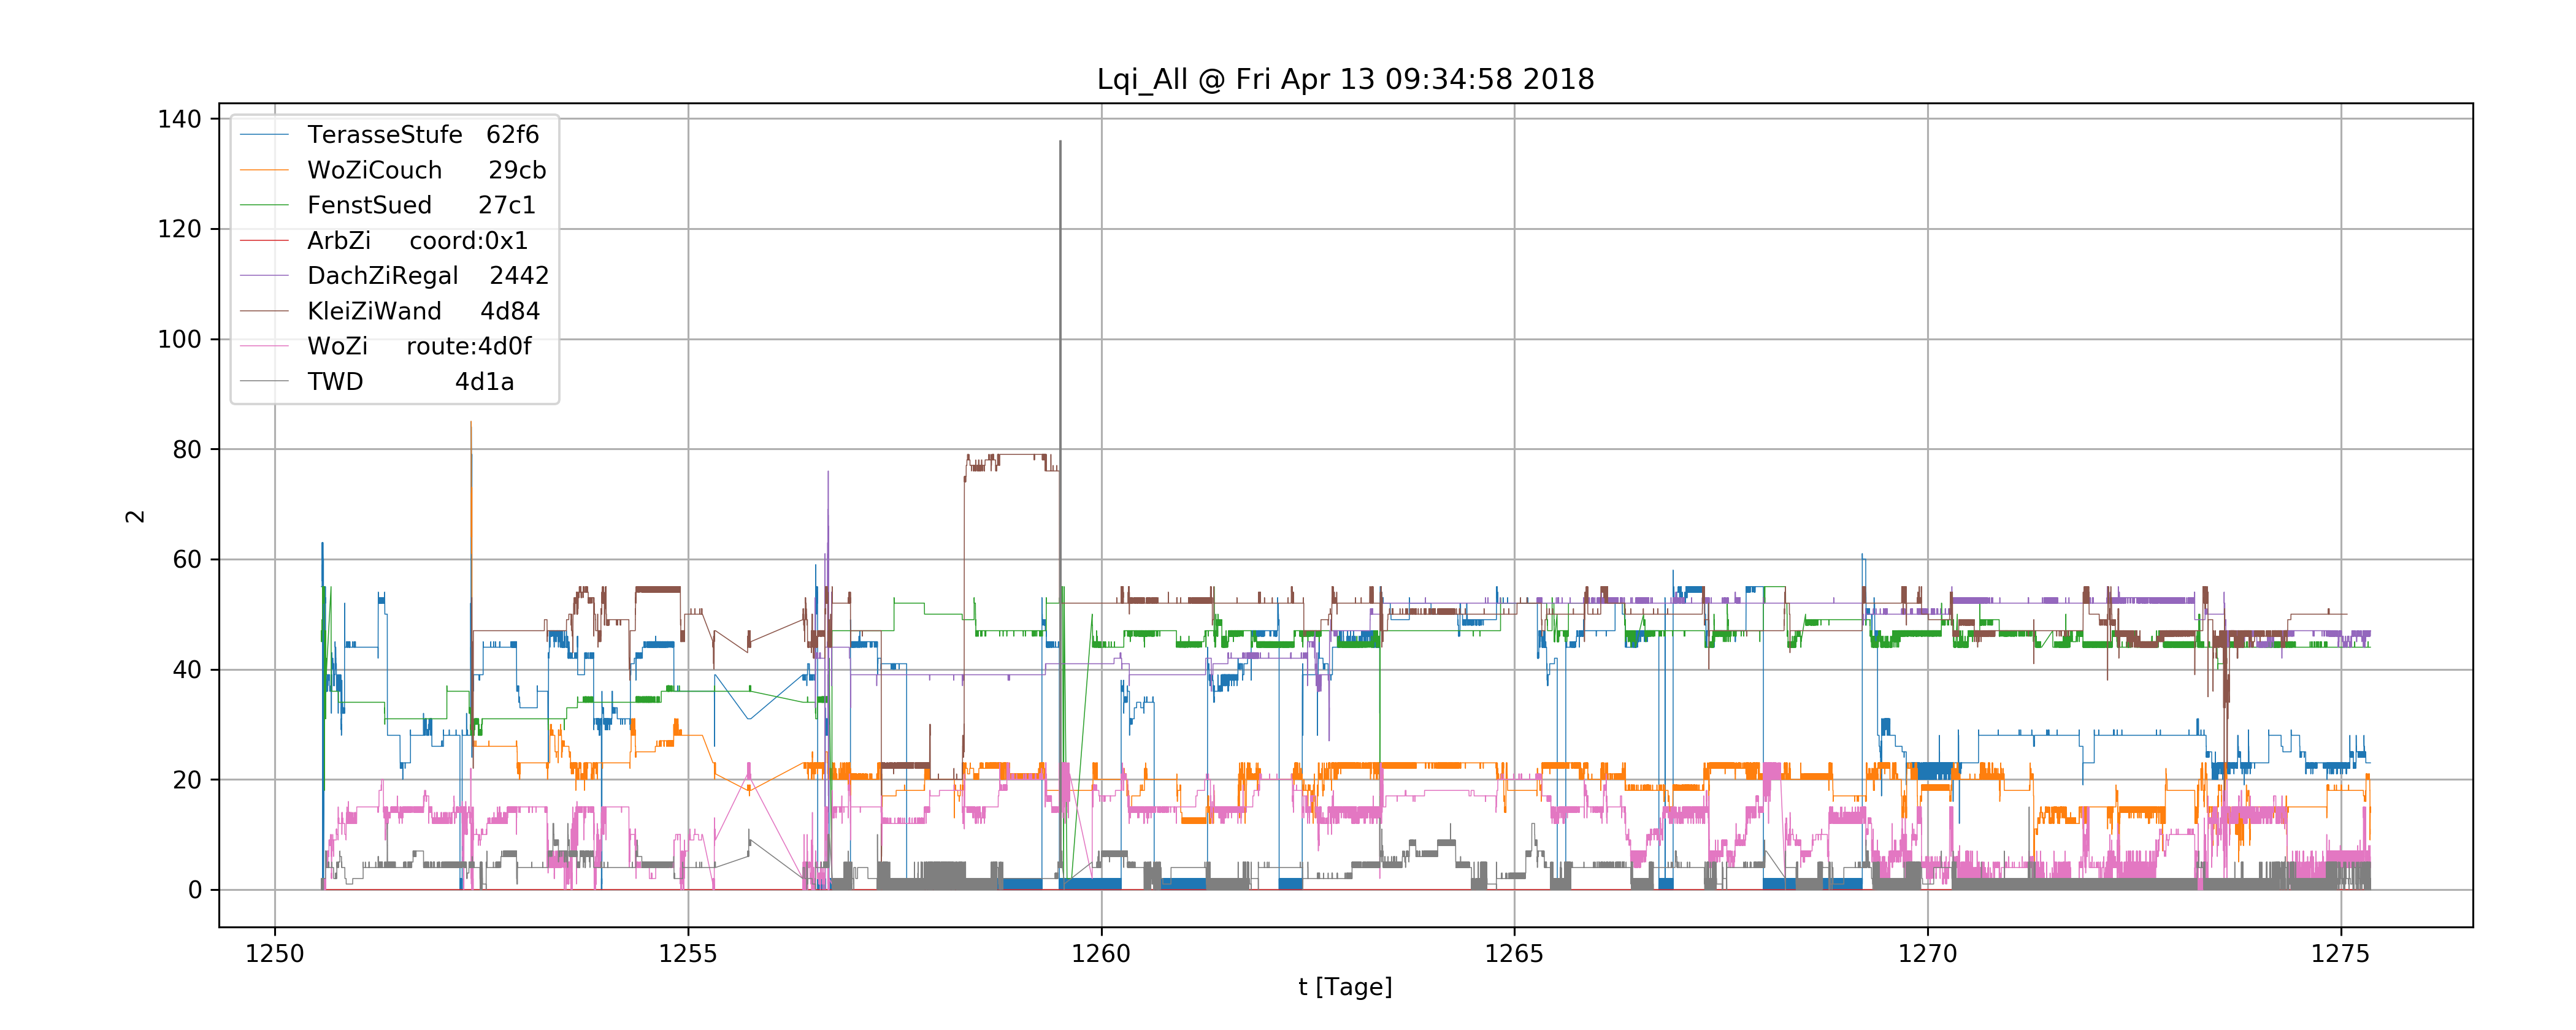 Lqi_All @ Fri Apr 13 09:34:58 2018
140
120
100
80
60
40
20
0
2
TerasseStufe 62f6
WoZiCouch 29cb
FenstSued 27c1
ArbZi coord:0x1
DachZiRegal 2442
KleiZiWand 4d84
WoZi route:4d0f
TWD 4d1a
1250 1255 1260 1265 1270 1275
t [Tage]